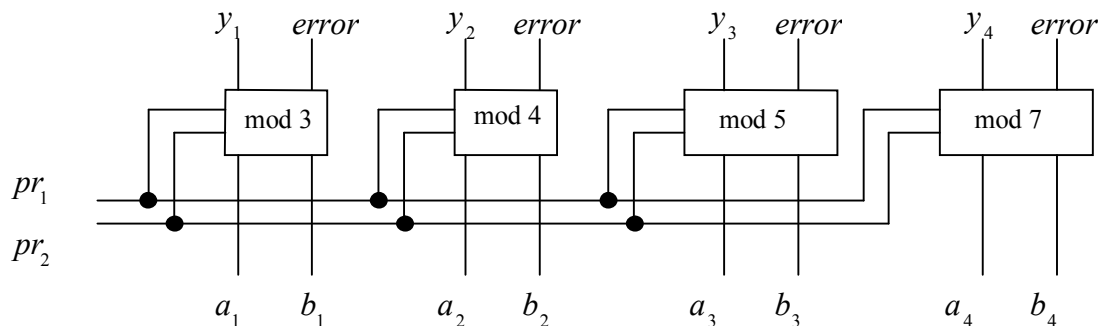 y₁ error y₂ error y₃ error y₄ error
mod 3 mod 4 mod 5 mod 7
pr₁
pr₂
a₁ b₁ a₂ b₂ a₃ b₃ a₄ b₄